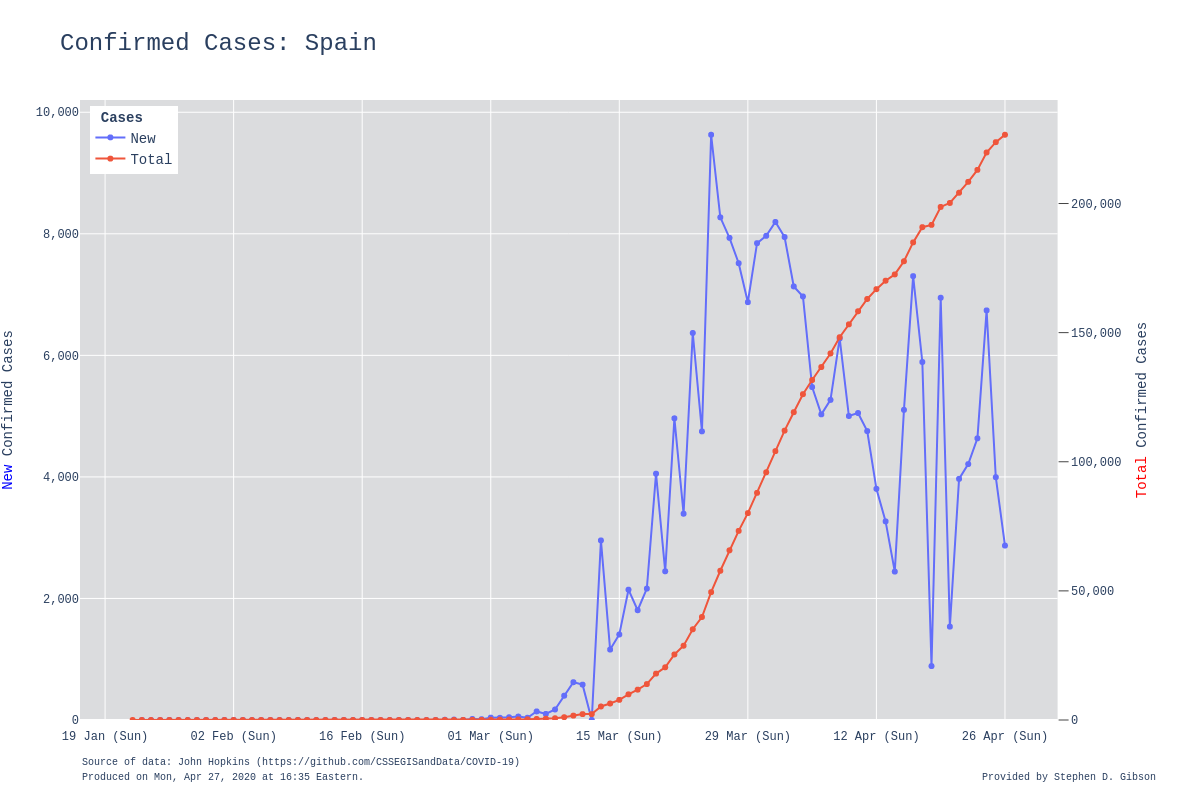 Confirmed Cases: Spain
Cases
New
Total
10,000
8,000
6,000
4,000
2,000
0
New Confirmed Cases
200,000
150,000
100,000
50,000
0
Total Confirmed Cases
19 Jan (Sun) 02 Feb (Sun) 16 Feb (Sun) 01 Mar (Sun) 15 Mar (Sun) 29 Mar (Sun) 12 Apr (Sun) 26 Apr (Sun)
Source of data: John Hopkins (https://github.com/CSSEGISandData/COVID-19)
Produced on Mon, Apr 27, 2020 at 16:35 Eastern.
Provided by Stephen D. Gibson